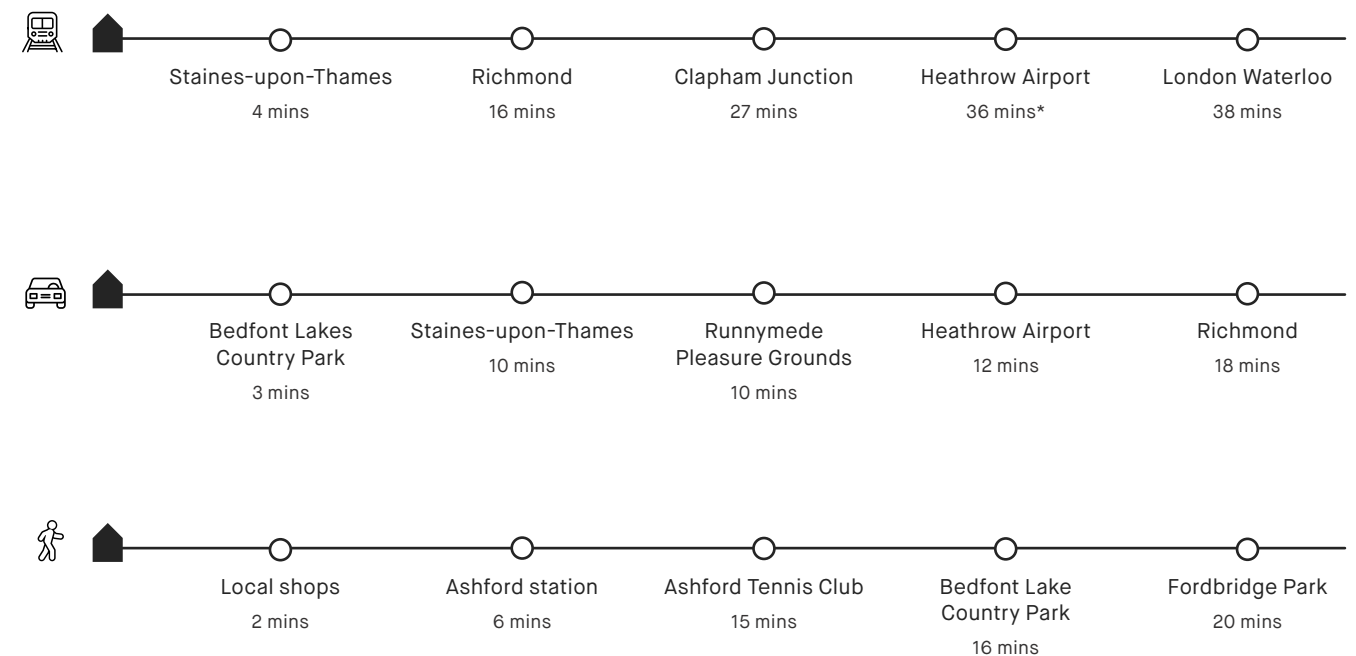 Staines-upon-Thames
4 mins
Richmond
16 mins
Clapham Junction
27 mins
Heathrow Airport
36 mins*
London Waterloo
38 mins
Bedfont Lakes
Country Park
3 mins
Staines-upon-Thames
10 mins
Runnymede
Pleasure Grounds
10 mins
Heathrow Airport
12 mins
Richmond
18 mins
Local shops
2 mins
Ashford station
6 mins
Ashford Tennis Club
15 mins
Bedfont Lake
Country Park
16 mins
Fordbridge Park
20 mins